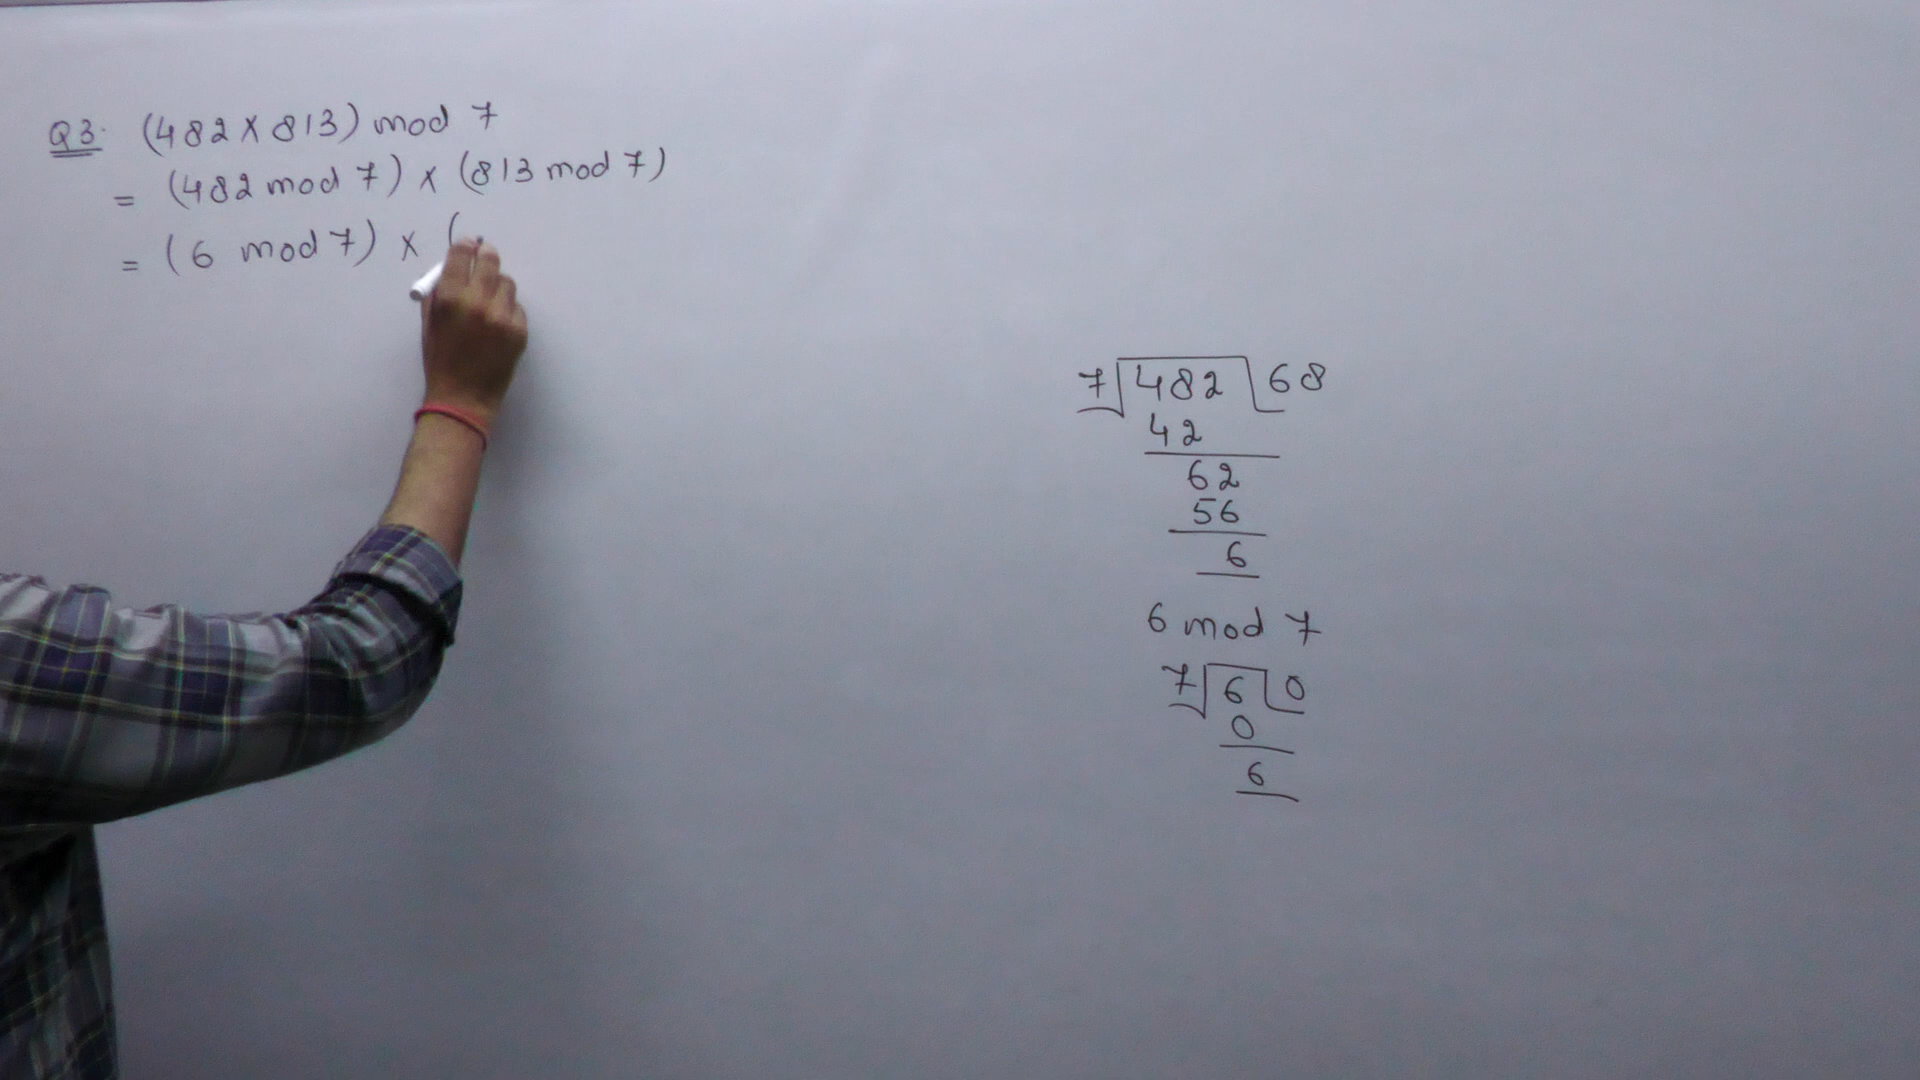 Q3. (482 x 813) mod 7
= (482 mod 7) x (813 mod 7)
= (6 mod 7) x (
7 482 68
42
62
56
6
6 mod 7
7 6 0
0
6